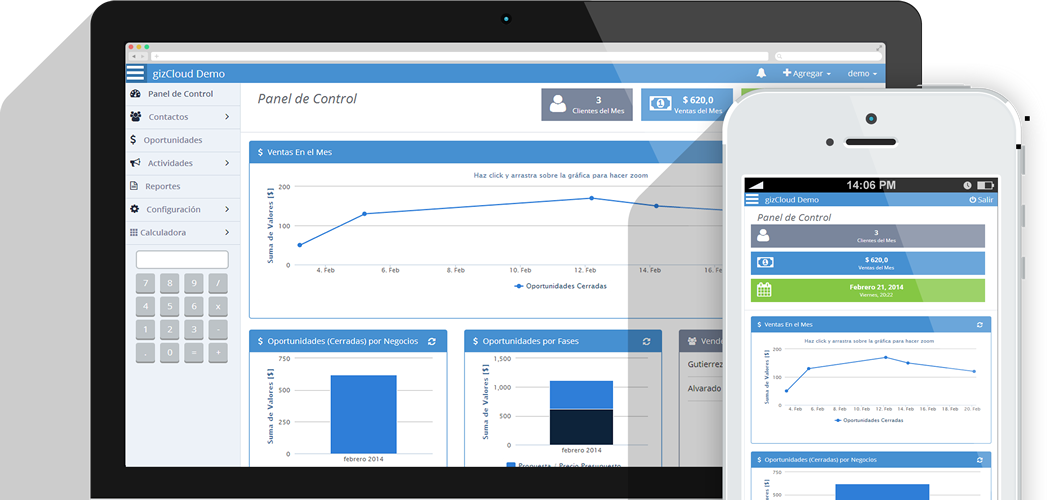 gizCloud Demo
Agregar
demo
Panel de Control
Contactos
Oportunidades
Actividades
Reportes
Configuración
Calculadora
7 8 9 /
4 5 6 x
1 2 3 -
. 0 = +
Panel de Control
3
Clientes del Mes
$ 620,0
Ventas del Mes
$ Ventas en el Mes
Haz click y arrastra sobre la gráfica para hacer zoom
Suma de Valores [$]
200
100
0
4. Feb 6. Feb 8. Feb 10. Feb 12. Feb 14. Feb 16. Feb
Oportunidades Cerradas
$ Oportunidades (Cerradas) por Negocios
Suma de Valores [$]
750
500
250
0
febrero 2014
$ Oportunidades por Fases
Suma de Valores [$]
1,500
1,000
500
0
febrero 2014
Propuesta / Precio Presupuesto
Gutierrez
Alvarado
14:06 PM
gizCloud Demo
Salir
Panel de Control
3
Clientes del Mes
$ 620,0
Ventas del Mes
Febrero 21, 2014
Viernes, 20:22
$ Ventas en el Mes
Haz click y arrastra sobre la gráfica para hacer zoom
Suma de Valores [$]
200
100
0
4. Feb 6. Feb 8. Feb 10. Feb 12. Feb 14. Feb 16. Feb 18. Feb 20. Feb
Oportunidades Cerradas
$ Oportunidades (Cerradas) por Negocios
750
500